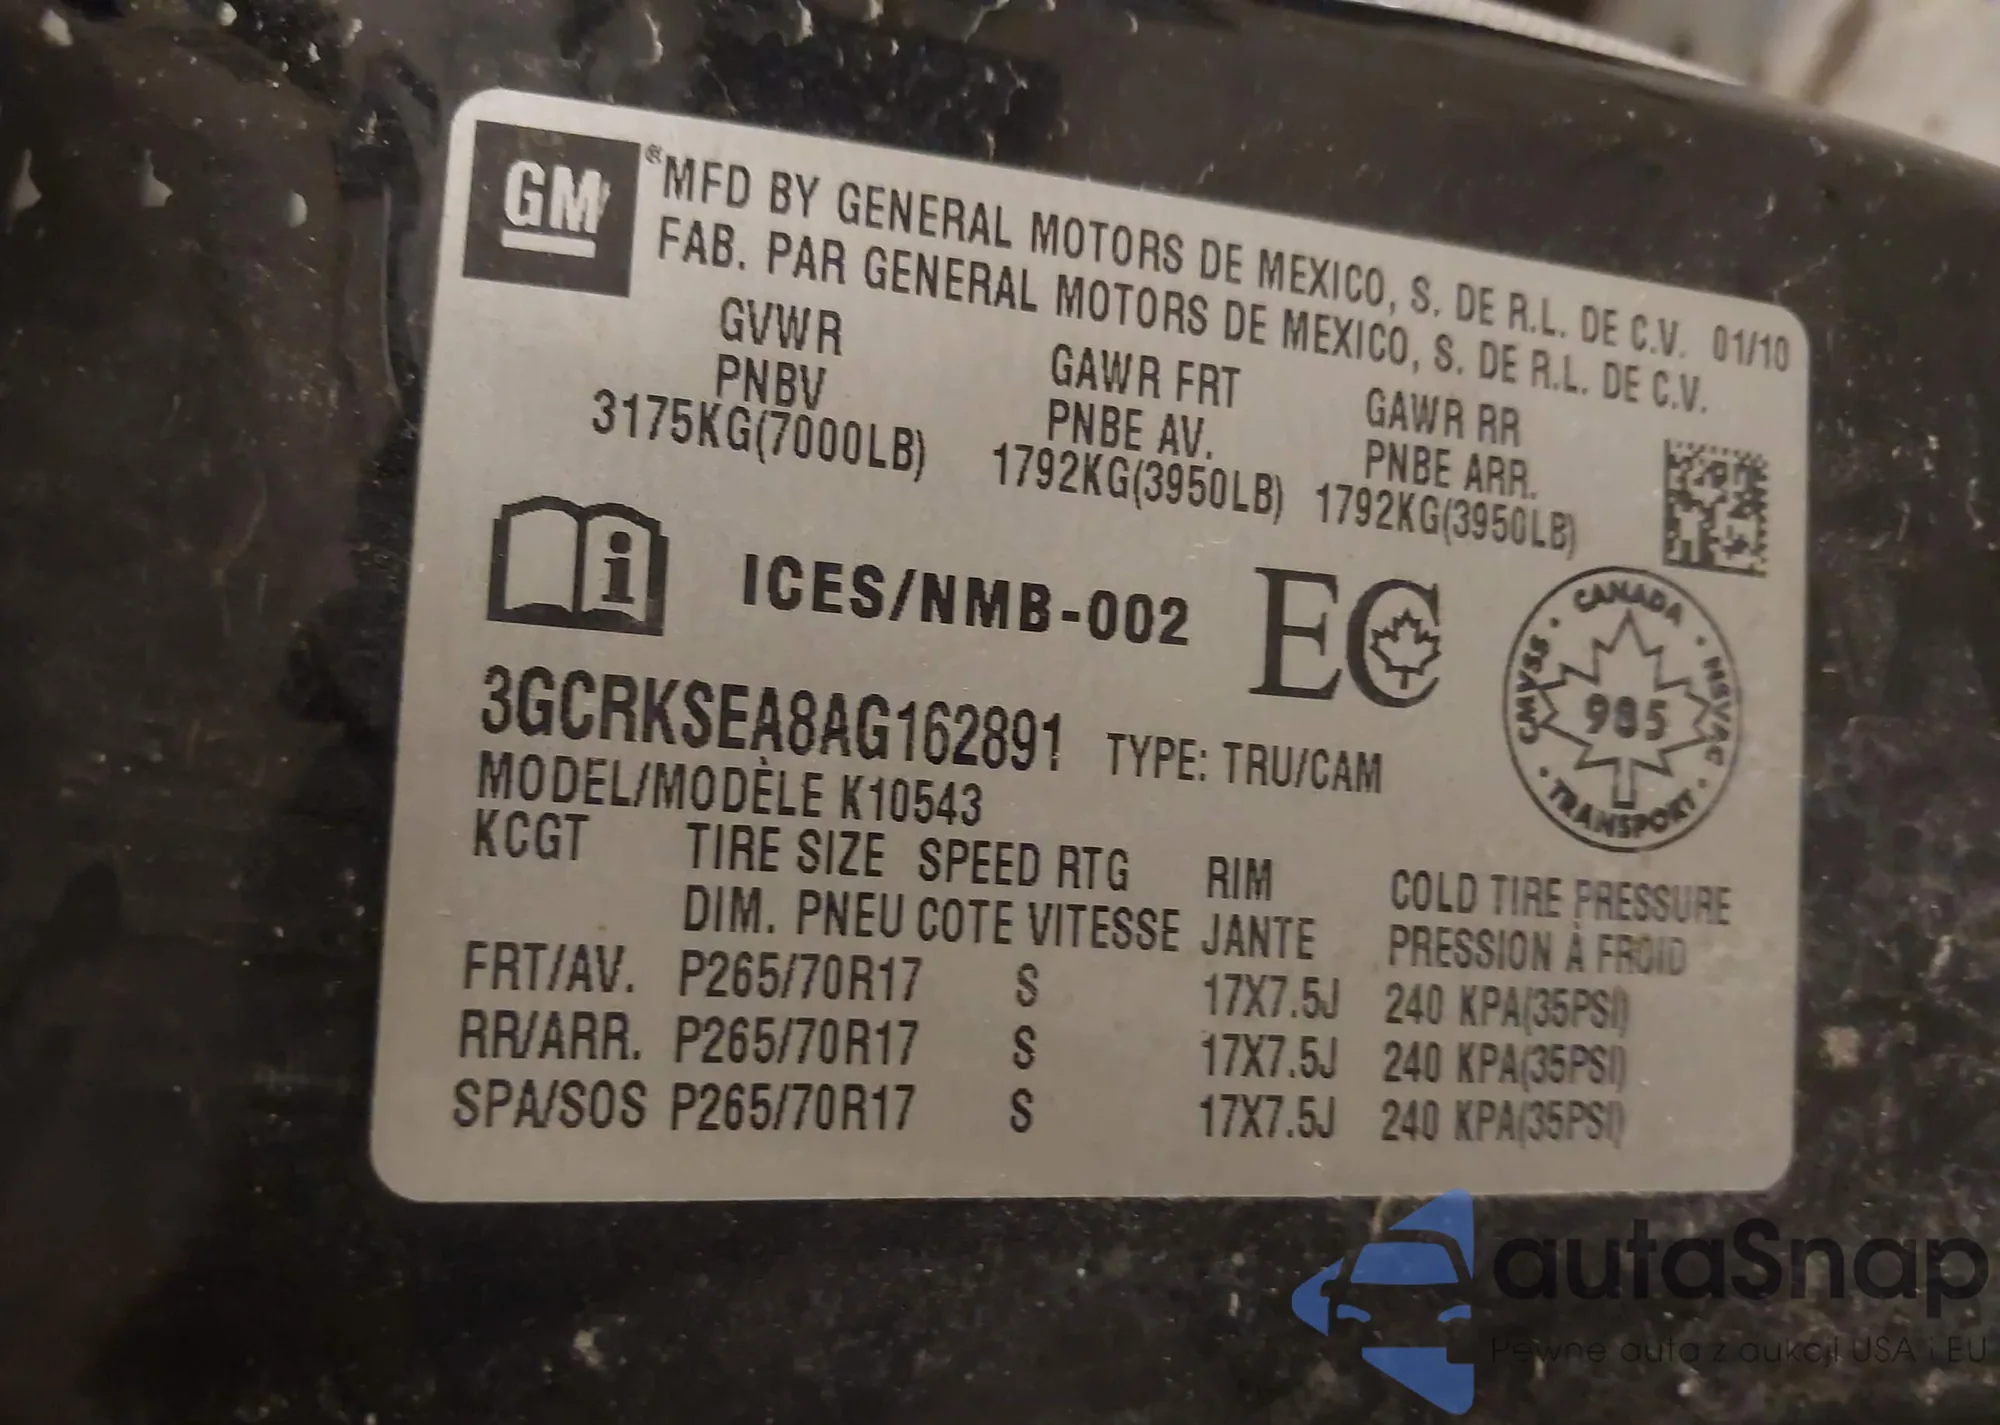 GM ® MFD BY GENERAL MOTORS DE MEXICO, S. DE R.L. DE C.V. 01/10
FAB. PAR GENERAL MOTORS DE MEXICO, S. DE R.L. DE C.V.
GVWR GAWR FRT GAWR RR
PNBV PNBE AV. PNBE ARR.
3175KG(7000LB) 1792KG(3950LB) 1792KG(3950LB)
i ICES/NMB-002 EC
CANADA
CMVSS · NSVAC
985
TRANSPORT
3GCRKSEA8AG162891 TYPE: TRU/CAM
MODEL/MODÈLE K10543
KCGT TIRE SIZE SPEED RTG RIM COLD TIRE PRESSURE
DIM. PNEU COTE VITESSE JANTE PRESSION À FROID
FRT/AV. P265/70R17 S 17X7.5J 240 KPA(35PSI)
RR/ARR. P265/70R17 S 17X7.5J 240 KPA(35PSI)
SPA/SOS P265/70R17 S 17X7.5J 240 KPA(35PSI)
autaSnap
Pewne auta z aukcji USA i EU